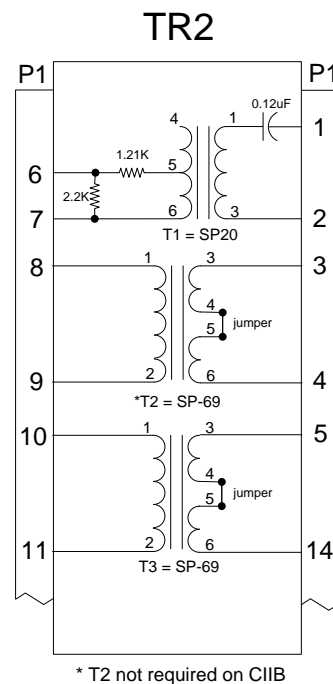 TR2
P1 P1
0.12uF
4 1 1
1.21K
6 5
2.2K
7 6 3 2
T1 = SP20
8 1 3 3
4
5 jumper
9 2 6 4
*T2 = SP-69
10 1 3 5
4
5 jumper
11 2 6 14
T3 = SP-69
* T2 not required on CIIB